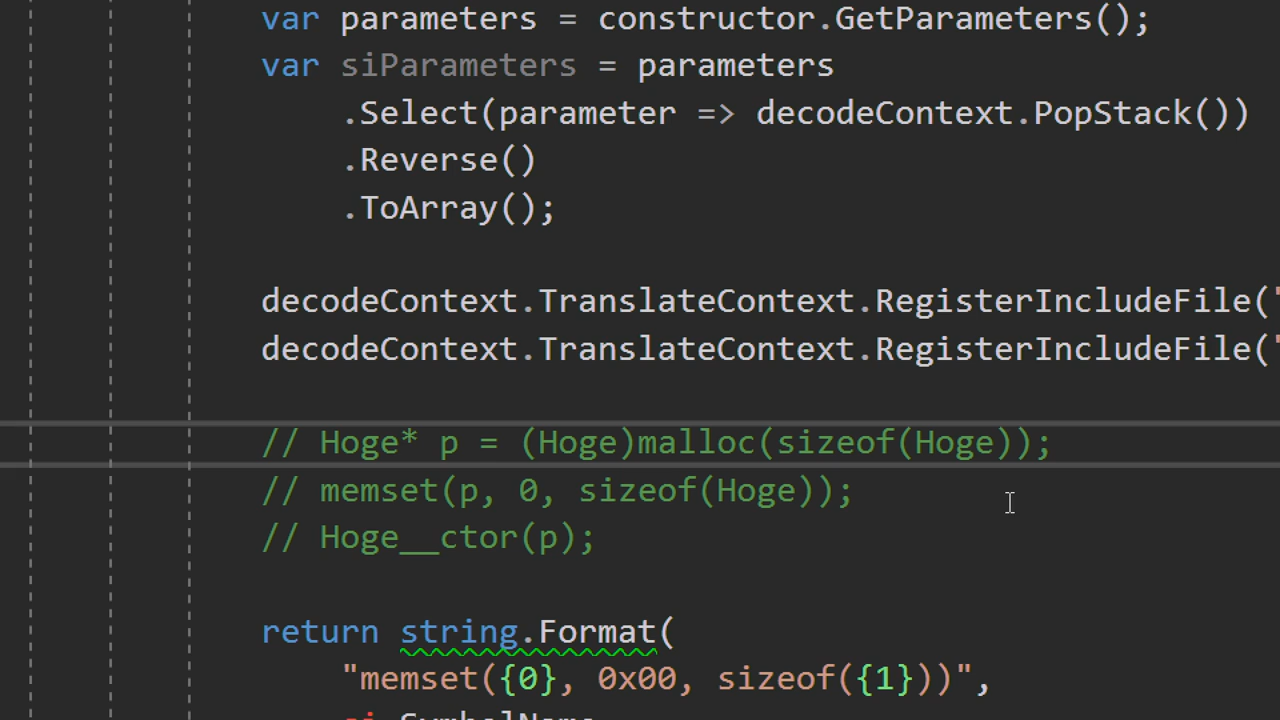 var parameters = constructor.GetParameters();
var siParameters = parameters
.Select(parameter => decodeContext.PopStack())
.Reverse()
.ToArray();
decodeContext.TranslateContext.RegisterIncludeFile("
decodeContext.TranslateContext.RegisterIncludeFile("
// Hoge* p = (Hoge)malloc(sizeof(Hoge));
// memset(p, 0, sizeof(Hoge));
// Hoge__ctor(p);
return string.Format(
"memset({0}, 0x00, sizeof({1}))",